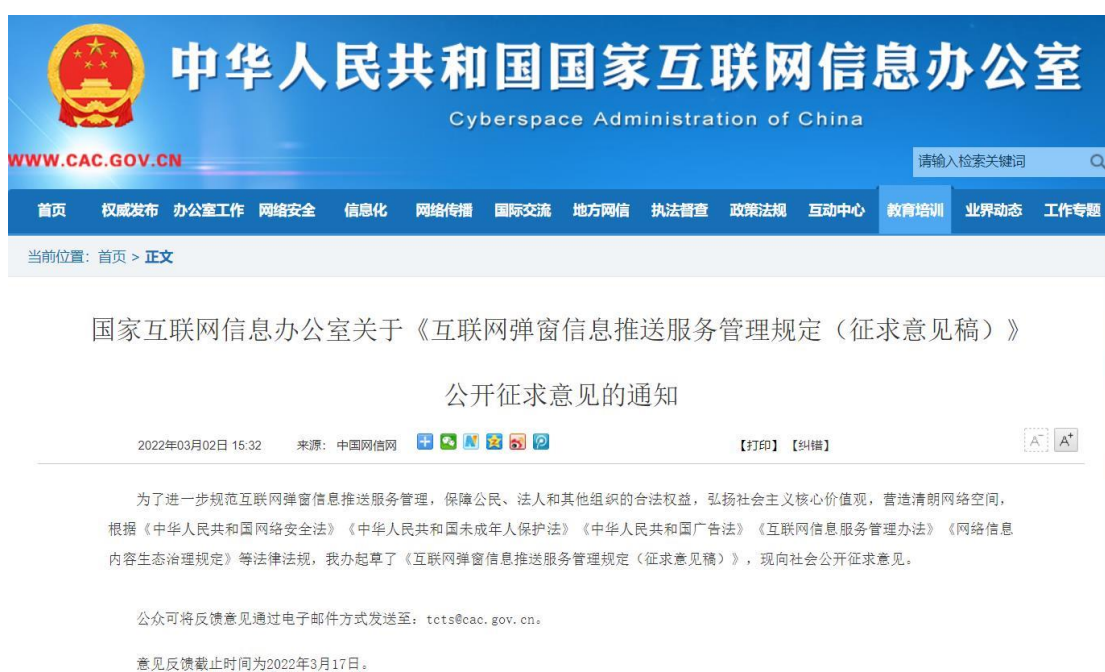 中华人民共和国国家互联网信息办公室
Cyberspace Administration of China
WWW.CAC.GOV.CN
请输入检索关键词
首页 权威发布 办公室工作 网络安全 信息化 网络传播 国际交流 地方网信 执法督查 政策法规 互动中心 教育培训 业界动态 工作专题
当前位置：首页 > 正文
国家互联网信息办公室关于《互联网弹窗信息推送服务管理规定（征求意见稿）》
公开征求意见的通知
2022年03月02日 15:32 来源： 中国网信网 【打印】【纠错】 A- A+
为了进一步规范互联网弹窗信息推送服务管理，保障公民、法人和其他组织的合法权益，弘扬社会主义核心价值观，营造清朗网络空间，
根据《中华人民共和国网络安全法》《中华人民共和国未成年人保护法》《中华人民共和国广告法》《互联网信息服务管理办法》《网络信息
内容生态治理规定》等法律法规，我办起草了《互联网弹窗信息推送服务管理规定（征求意见稿）》，现向社会公开征求意见。
公众可将反馈意见通过电子邮件方式发送至：tcts@cac.gov.cn。
意见反馈截止时间为2022年3月17日。